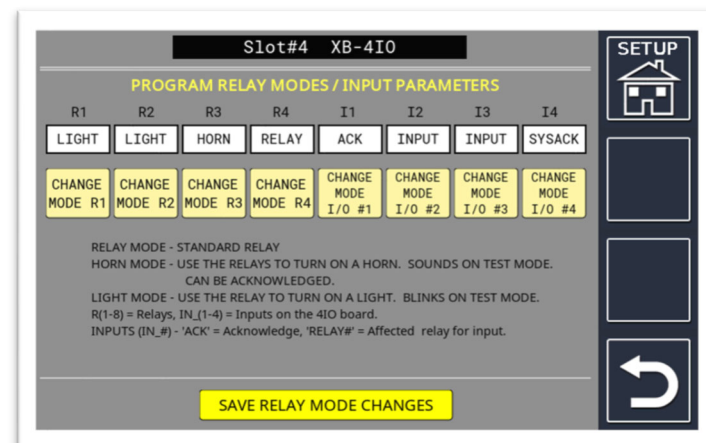 Slot#4 XB-4IO
SETUP
PROGRAM RELAY MODES / INPUT PARAMETERS
R1 R2 R3 R4 I1 I2 I3 I4
LIGHT LIGHT HORN RELAY ACK INPUT INPUT SYSACK
CHANGE MODE R1
CHANGE MODE R2
CHANGE MODE R3
CHANGE MODE R4
CHANGE MODE I/O #1
CHANGE MODE I/O #2
CHANGE MODE I/O #3
CHANGE MODE I/O #4
RELAY MODE - STANDARD RELAY
HORN MODE - USE THE RELAYS TO TURN ON A HORN. SOUNDS ON TEST MODE.
CAN BE ACKNOWLEDGED.
LIGHT MODE - USE THE RELAY TO TURN ON A LIGHT. BLINKS ON TEST MODE.
R(1-8) = Relays, IN_(1-4) = Inputs on the 4IO board.
INPUTS (IN_#) - 'ACK' = Acknowledge, 'RELAY#' = Affected relay for input.
SAVE RELAY MODE CHANGES